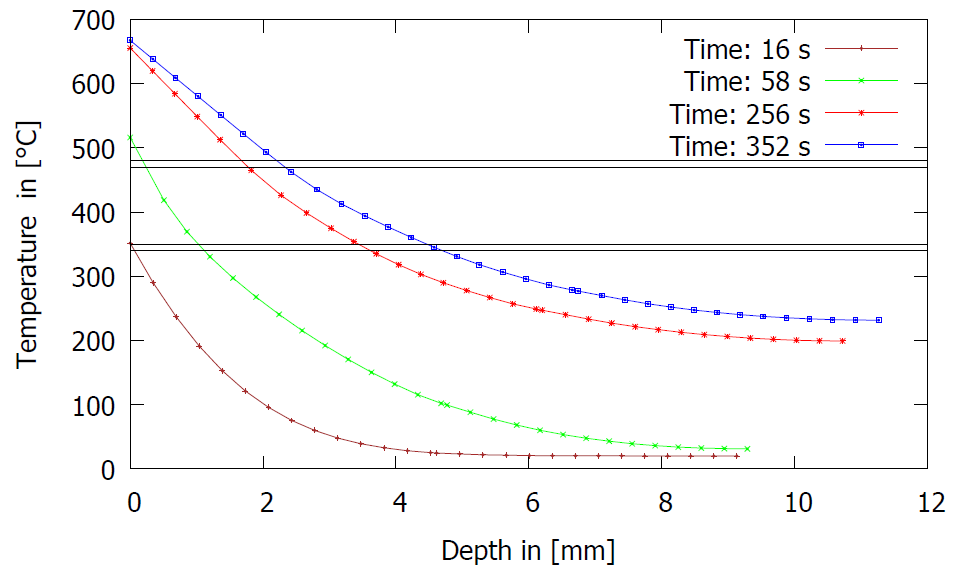 700
600
500
400
300
200
100
0
Temperature in [°C]
Time: 16 s
Time: 58 s
Time: 256 s
Time: 352 s
0 2 4 6 8 10 12
Depth in [mm]